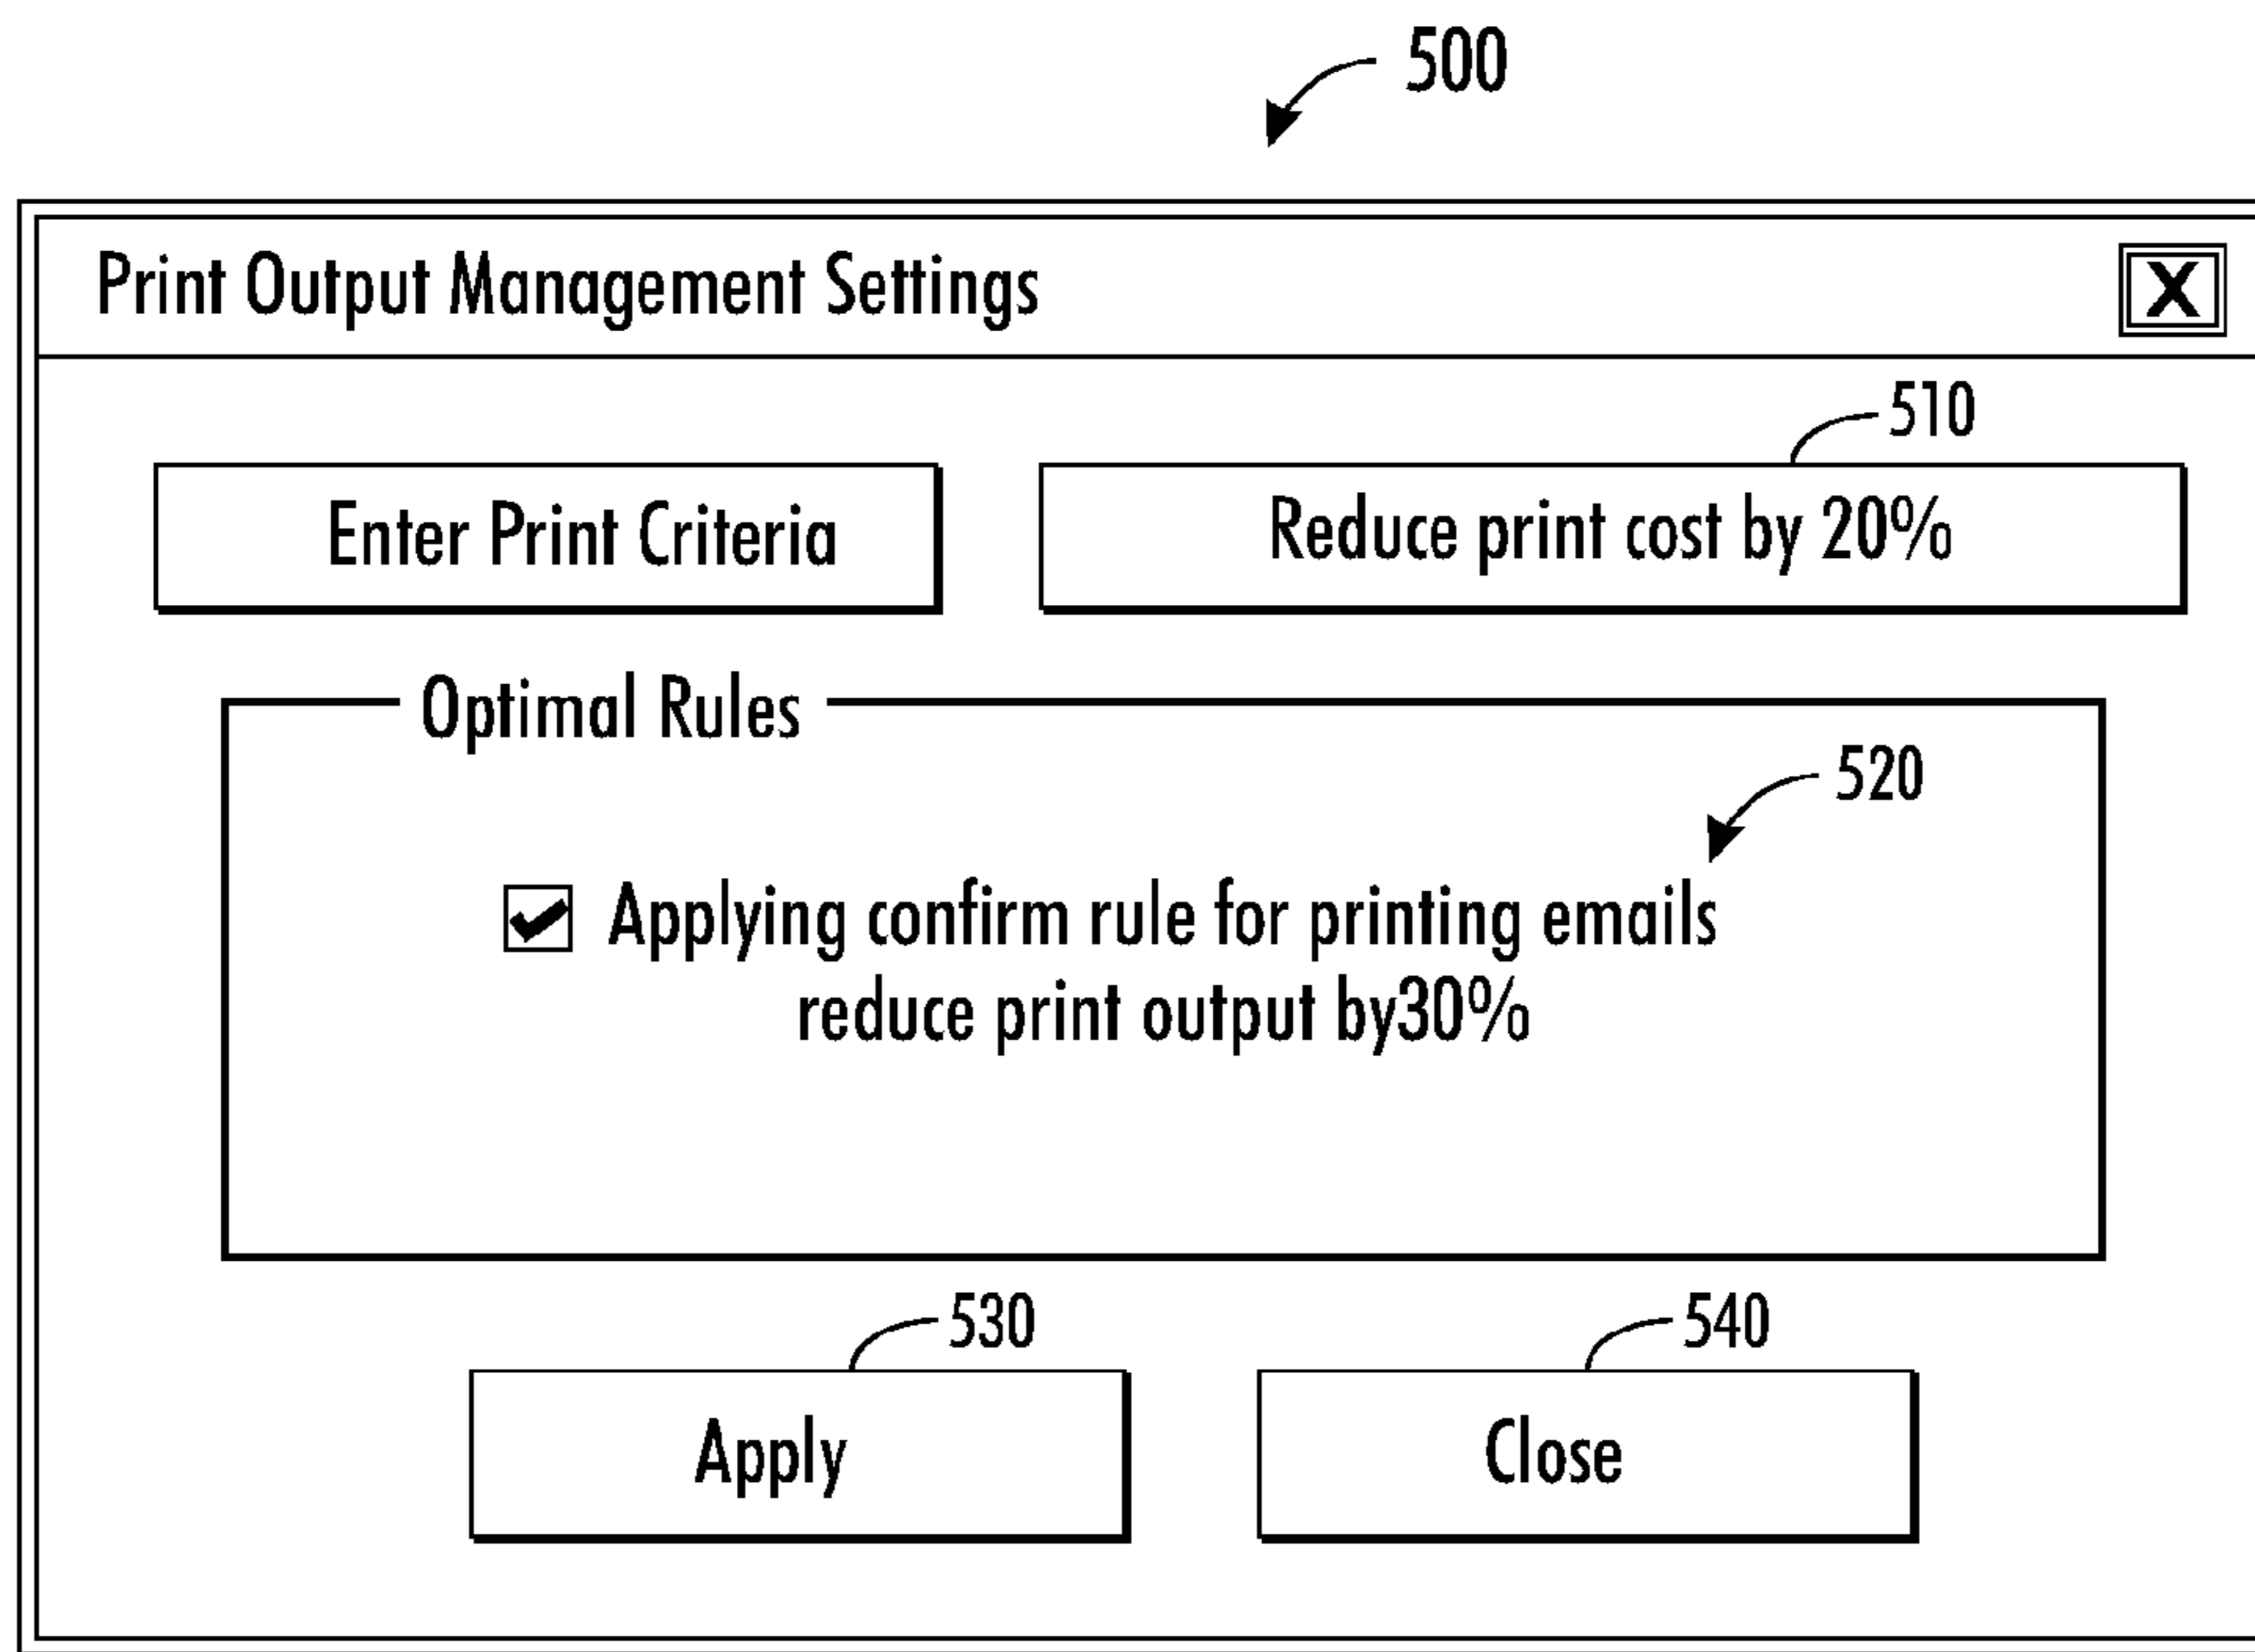 500
Print Output Management Settings X
510
Enter Print Criteria Reduce print cost by 20%
Optimal Rules
520
Applying confirm rule for printing emails
reduce print output by30%
530 540
Apply Close